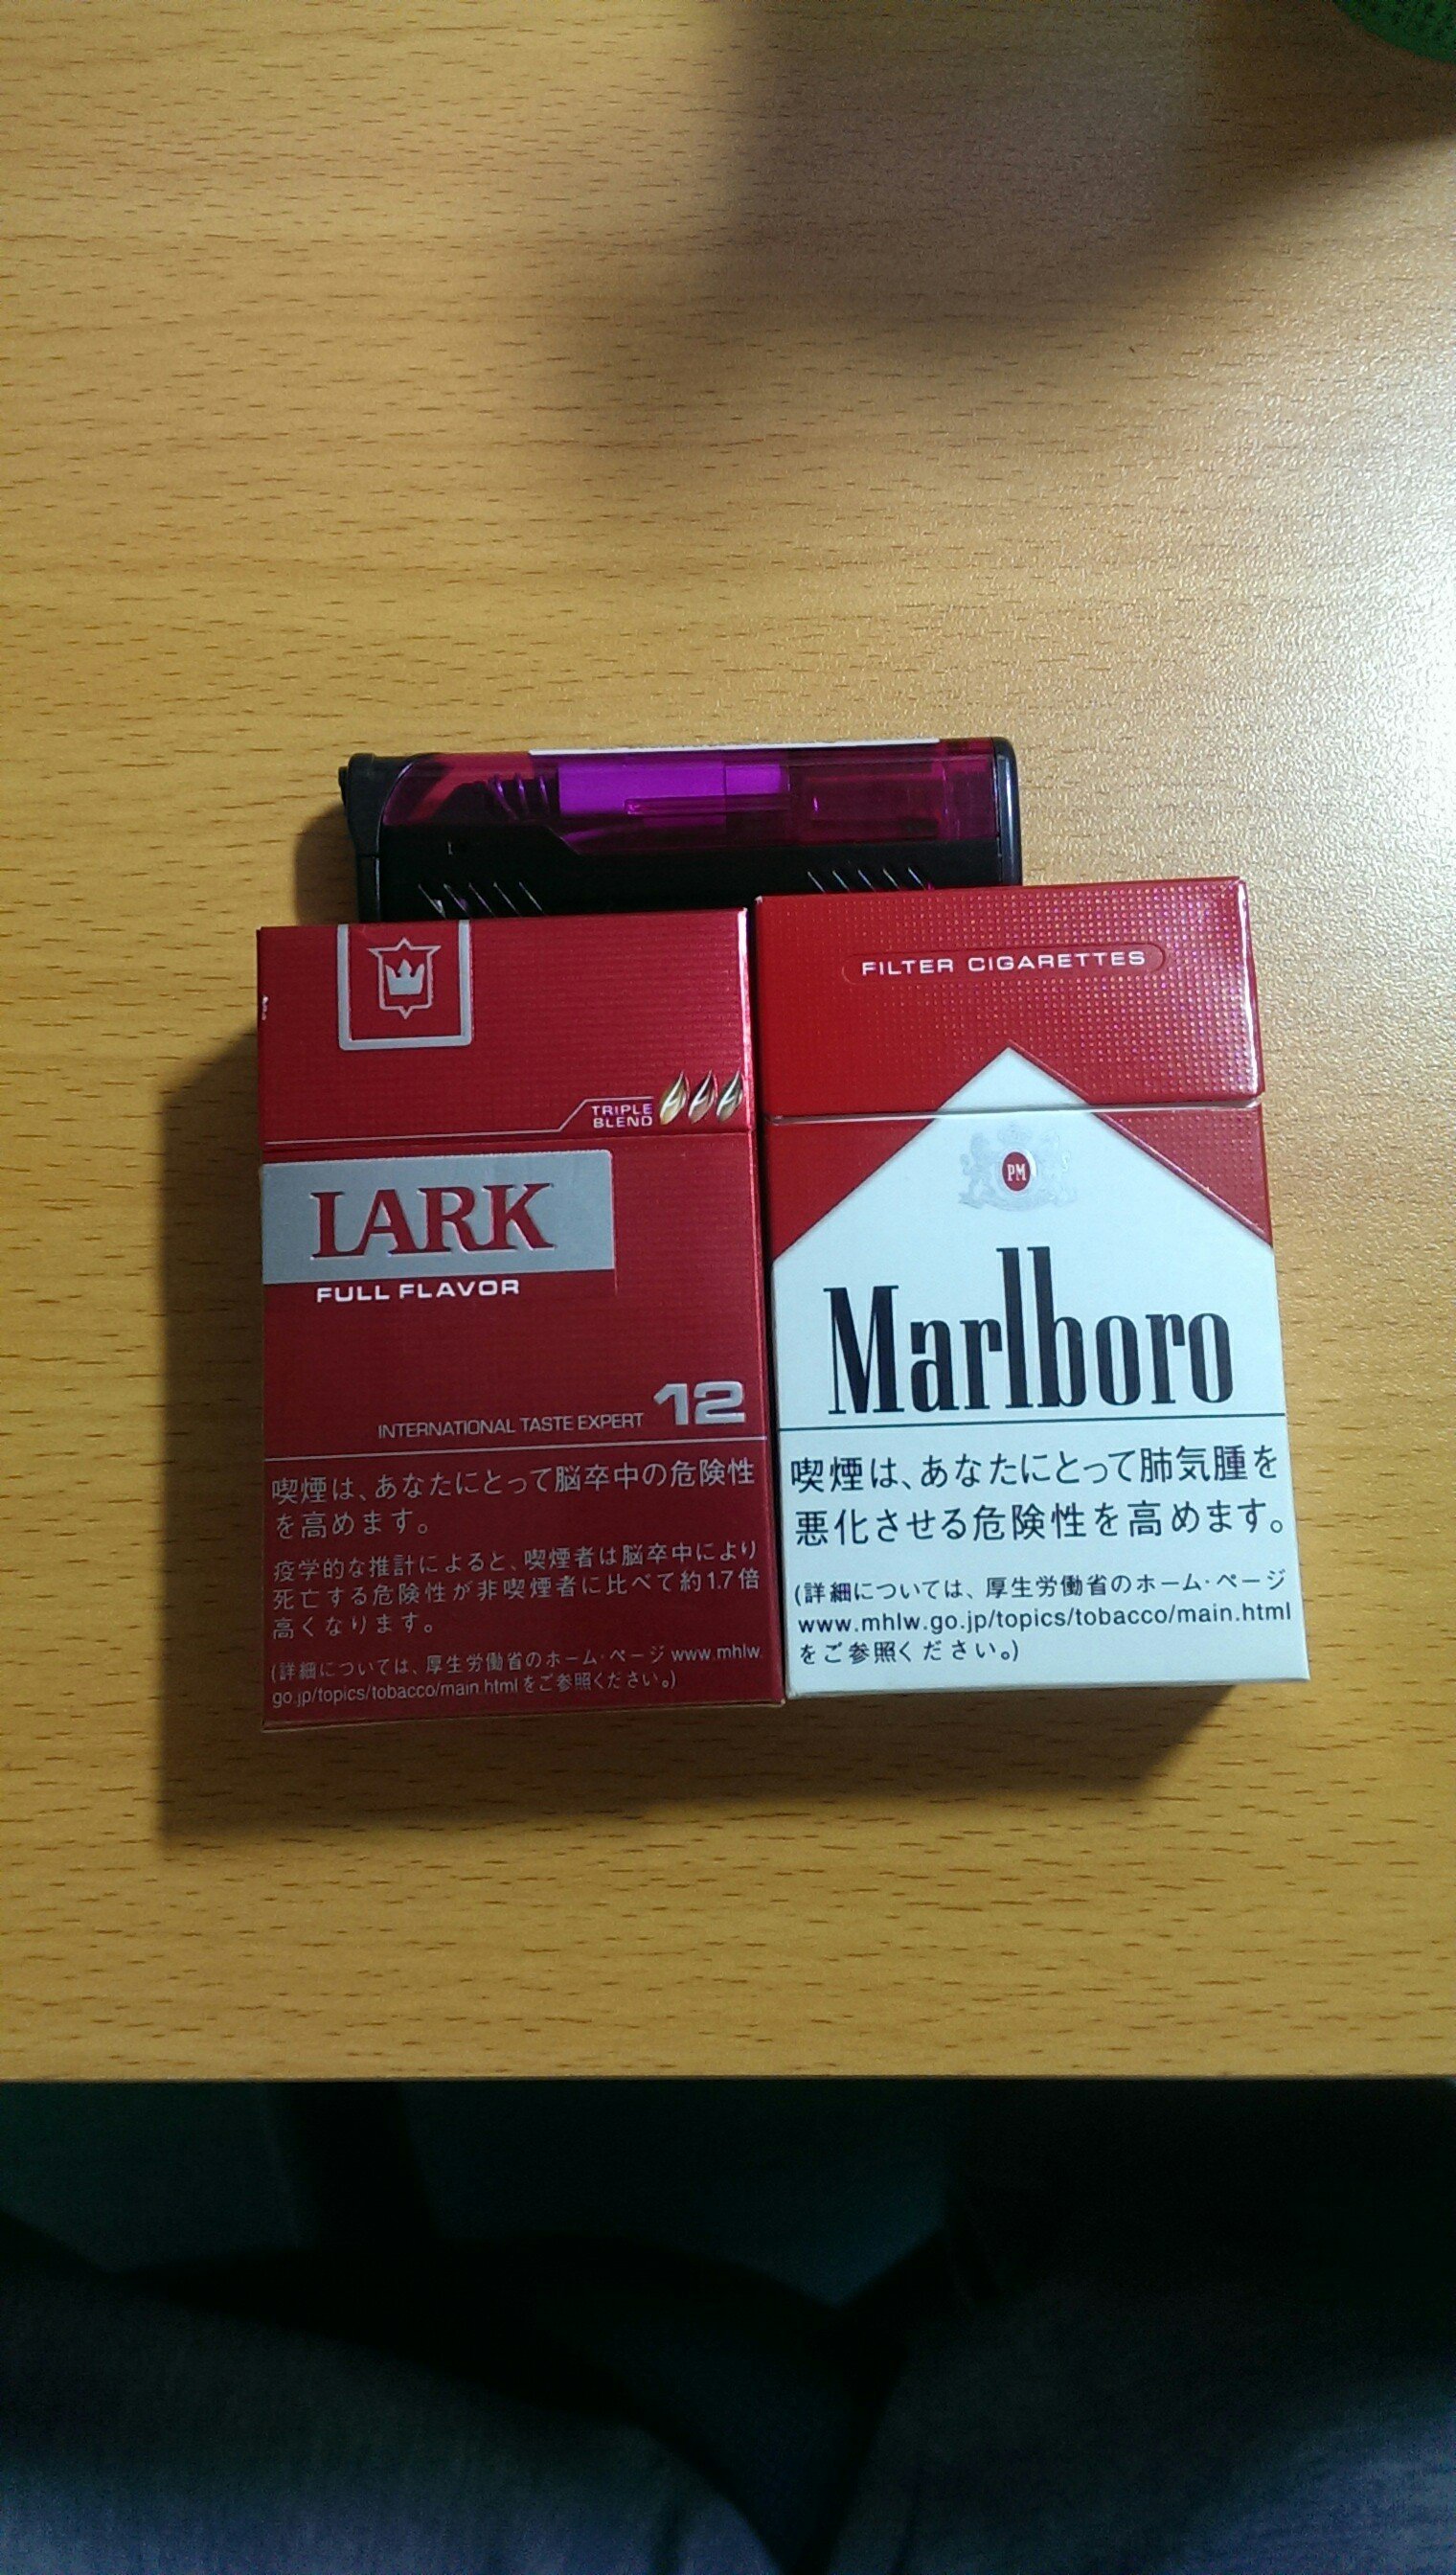 TRIPLE
BLEND
LARK
FULL FLAVOR
INTERNATIONAL TASTE EXPERT 12
喫煙は、あなたにとって脳卒中の危険性
を高めます。
疫学的な推計によると、喫煙者は脳卒中により
死亡する危険性が非喫煙者に比べて約1.7倍
高くなります。
(詳細については、厚生労働省のホーム・ページ www.mhlw.
go.jp/topics/tobacco/main.htmlをご参照ください。)
FILTER CIGARETTES
PM
Marlboro
喫煙は、あなたにとって肺気腫を
悪化させる危険性を高めます。
(詳細については、厚生労働省のホーム・ページ
www.mhlw.go.jp/topics/tobacco/main.html
をご参照ください。)